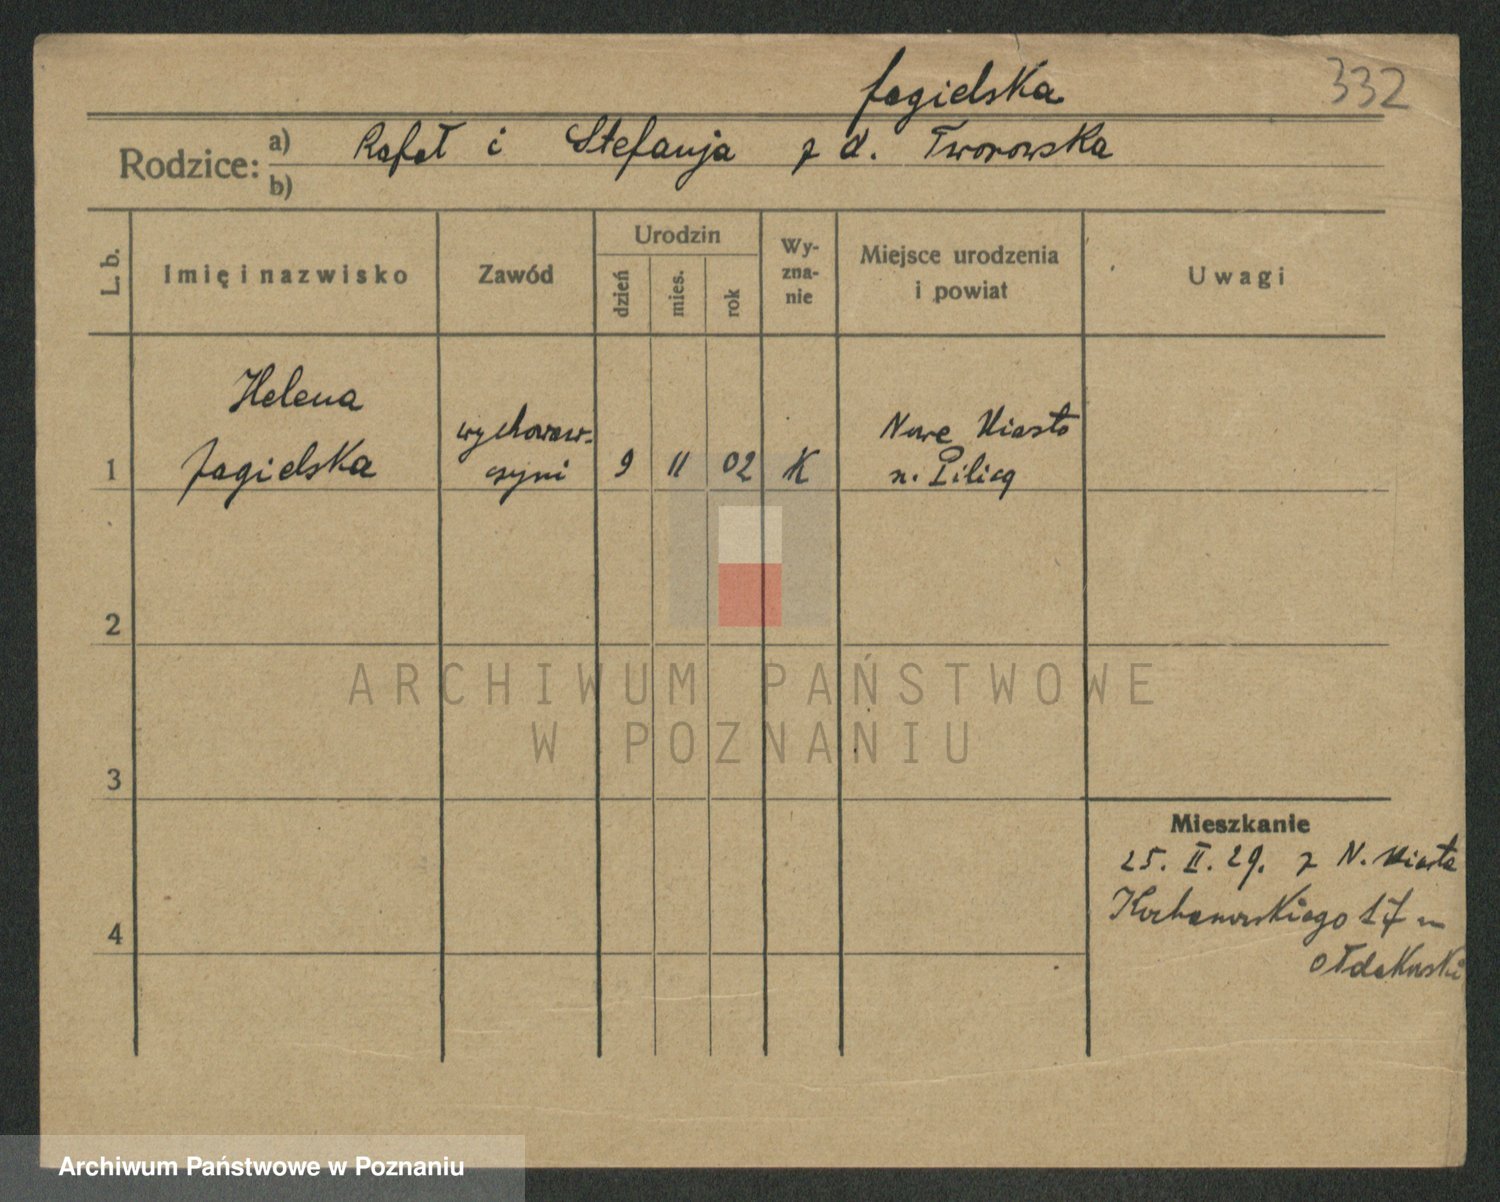 Jagielska 332
Rodzice: a) Rafał i Stefanja z d. Tworowska
b)
L. b.
Imię i nazwisko
Zawód
Urodzin
dzień
mies.
rok
Wy-
zna-
nie
Miejsce urodzenia
i powiat
Uwagi
Helena
Jagielska
wychowaw-
czyni
1
9 II 02 K
Nowe Miasto
n. Pilicą
2
3
4
Mieszkanie
25. II. 29. z N. Miasta
Kochanowskiego 17 m
Ołdakowski
ARCHIWUM PAŃSTWOWE
W POZNANIU
Archiwum Państwowe w Poznaniu